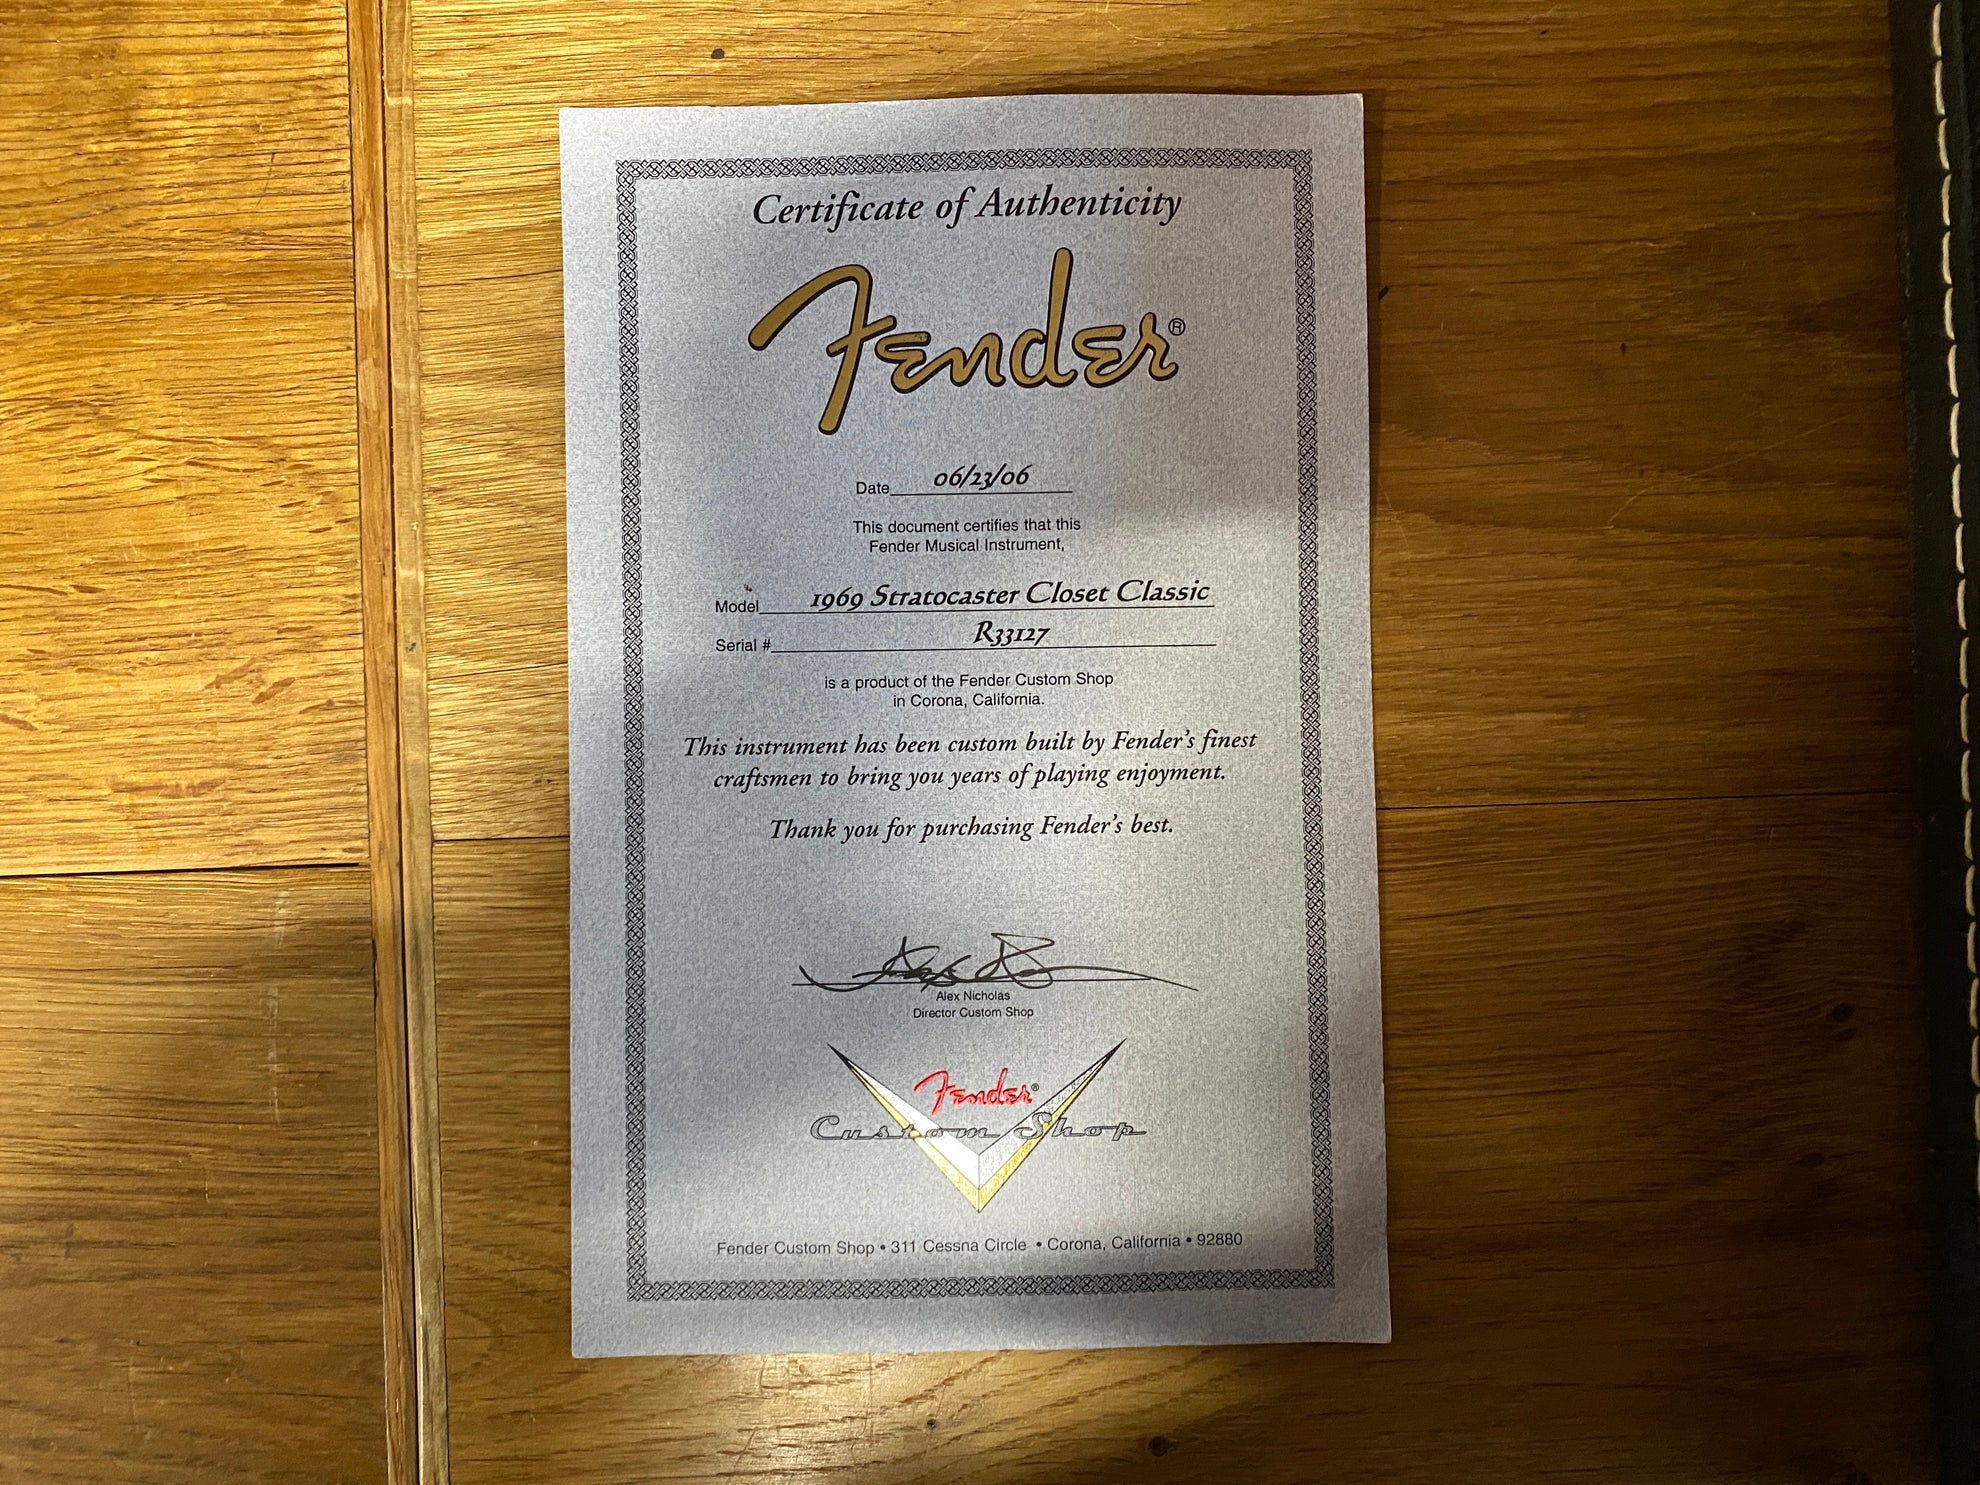 Certificate of Authenticity
Fender®
Date 06/23/06
This document certifies that this
Fender Musical Instrument,
Model 1969 Stratocaster Closet Classic
Serial # R33127
is a product of the Fender Custom Shop
in Corona, California.
This instrument has been custom built by Fender's finest
craftsmen to bring you years of playing enjoyment.
Thank you for purchasing Fender's best.
Alex Nicholas
Director Custom Shop
Fender®
Custom Shop
Fender Custom Shop • 311 Cessna Circle • Corona, California • 92880